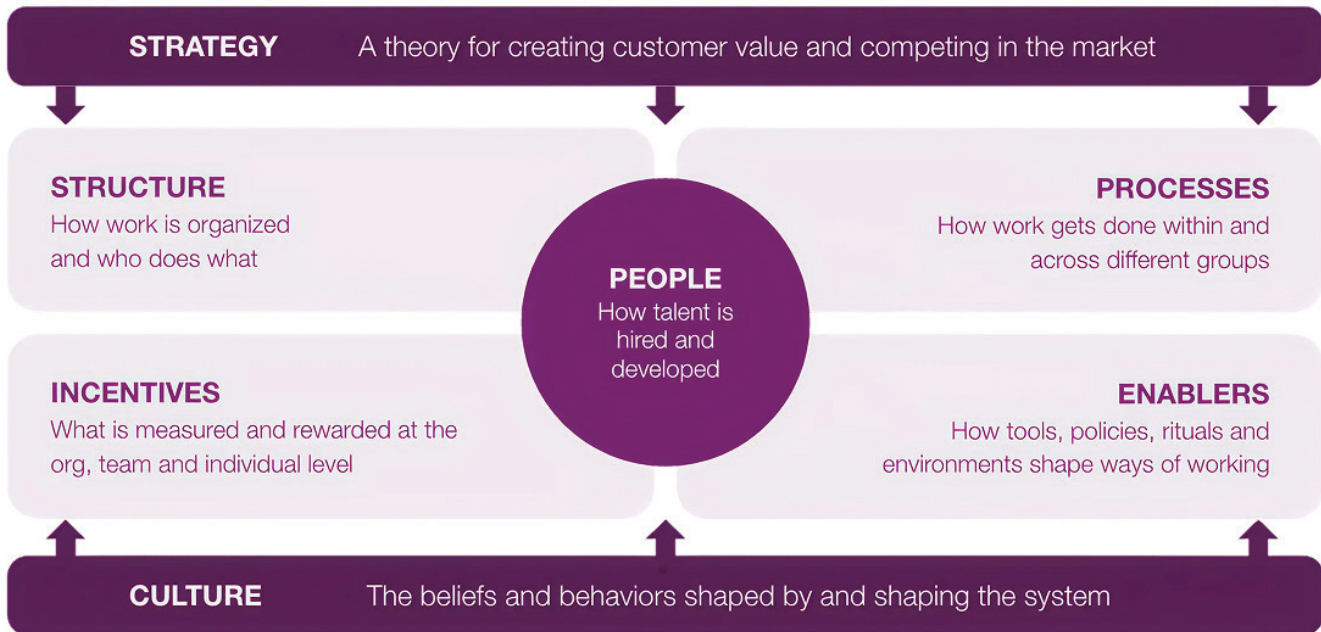 STRATEGY A theory for creating customer value and competing in the market
STRUCTURE
How work is organized
and who does what
PROCESSES
How work gets done within and
across different groups
PEOPLE
How talent is
hired and
developed
INCENTIVES
What is measured and rewarded at the
org, team and individual level
ENABLERS
How tools, policies, rituals and
environments shape ways of working
CULTURE The beliefs and behaviors shaped by and shaping the system